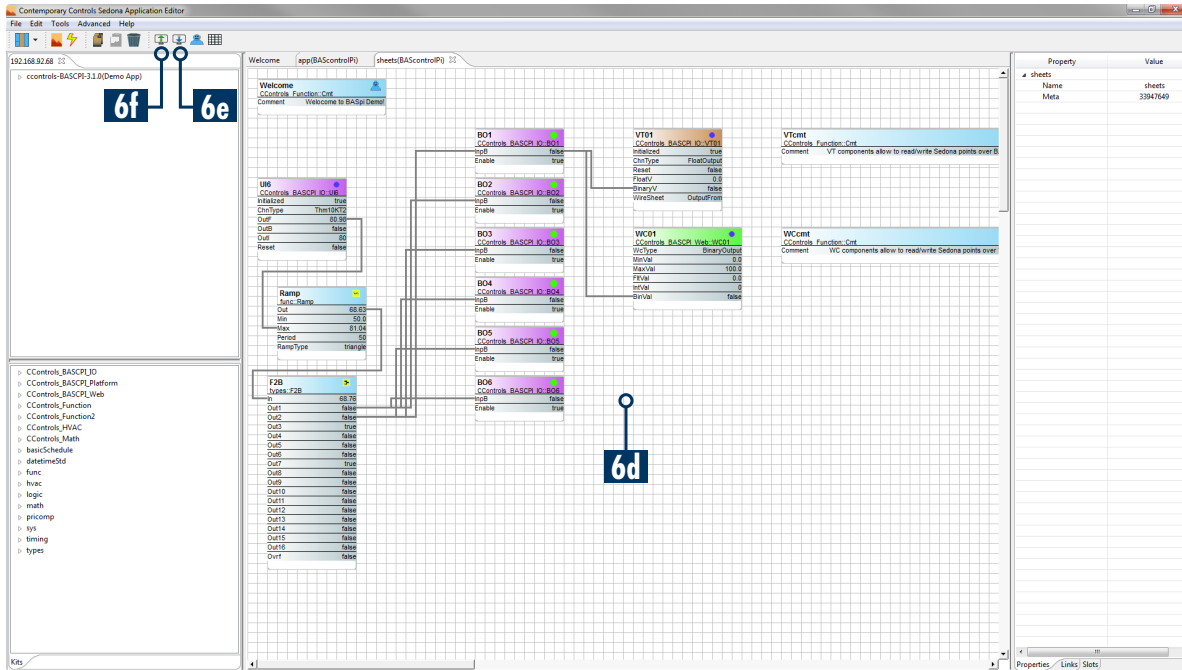 Contemporary Controls Sedona Application Editor
File Edit Tools Advanced Help
192.168.92.68
ccontrols-BASCPI-3.1.0(Demo App)
6f
6e
CControls_BASCPI_IO
CControls_BASCPI_Platform
CControls_BASCPI_Web
CControls_Function
CControls_Function2
CControls_HVAC
CControls_Math
basicSchedule
datetimeStd
func
hvac
logic
math
pricomp
sys
timing
types
Kits
Welcome app(BAScontrolPi) sheets(BAScontrolPi)
Welcome
CControls_Function::Cmt
Comment Welocome to BASpi Demo!
UI6
CControls_BASCPI_IO::UI6
Initialized true
ChnType Thm10KT2
OutF 80.98
OutB false
OutI 80
Reset false
Ramp
func::Ramp
Out 68.63
Min 50.0
Max 81.04
Period 50
RampType triangle
F2B
types::F2B
In 68.76
Out1 false
Out2 false
Out3 true
Out4 false
Out5 false
Out6 false
Out7 true
Out8 false
Out9 false
Out10 false
Out11 false
Out12 false
Out13 false
Out14 false
Out15 false
Out16 false
Ovrf false
BO1
CControls_BASCPI_IO::BO1
InpB false
Enable true
BO2
CControls_BASCPI_IO::BO2
InpB false
Enable true
BO3
CControls_BASCPI_IO::BO3
InpB false
Enable true
BO4
CControls_BASCPI_IO::BO4
InpB false
Enable true
BO5
CControls_BASCPI_IO::BO5
InpB false
Enable true
BO6
CControls_BASCPI_IO::BO6
InpB false
Enable true
VT01
CControls_BASCPI_IO::VT01
Initialized true
ChnType FloatOutput
Reset false
FloatV 0.0
BinaryV false
WireSheet OutputFrom
WC01
CControls_BASCPI_Web::WC01
WcType BinaryOutput
MinVal 0.0
MaxVal 100.0
FltVal 0.0
IntVal 0
BinVal false
6d
VTcmt
CControls_Function::Cmt
Comment VT components allow to read/write Sedona points over B
WCcmt
CControls_Function::Cmt
Comment WC components allow to read/write Sedona points over
Property Value
sheets
Name sheets
Meta 33947649
Properties Links Slots